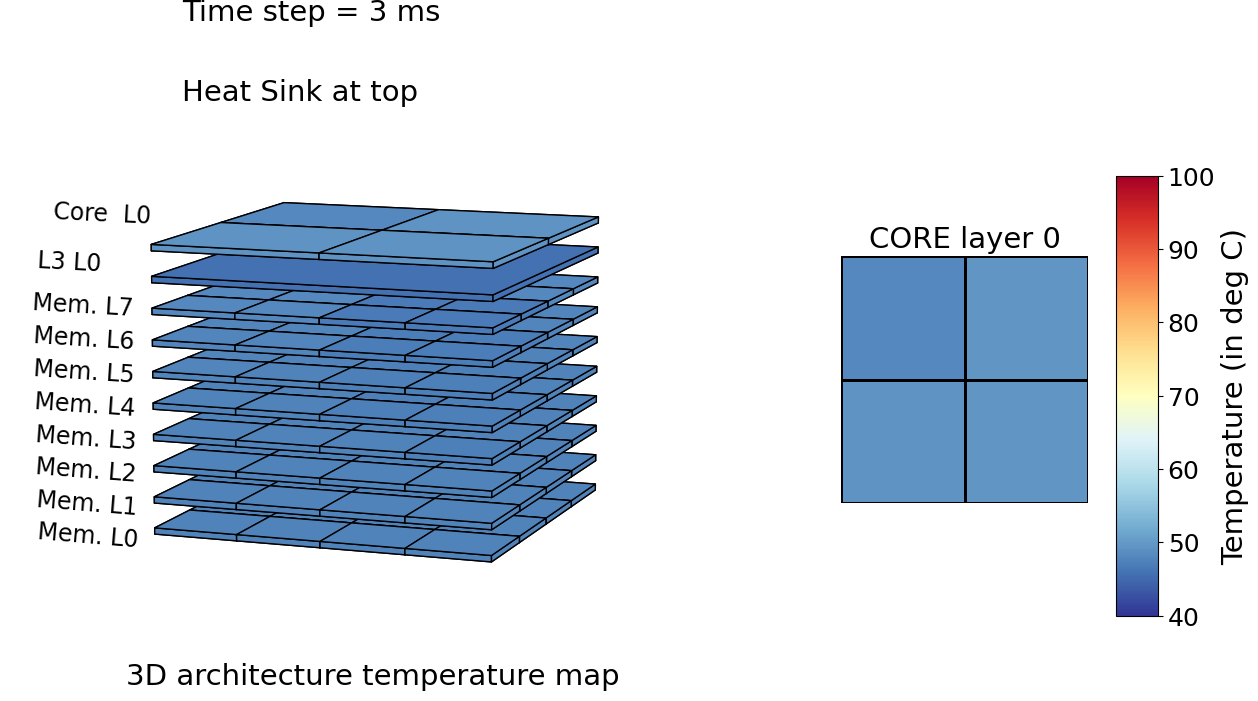 Time step = 3 ms
Heat Sink at top
Core  L0
L3 L0
Mem. L7
Mem. L6
Mem. L5
Mem. L4
Mem. L3
Mem. L2
Mem. L1
Mem. L0
3D architecture temperature map
CORE layer 0
100
90
80
70
60
50
40
Temperature (in deg C)